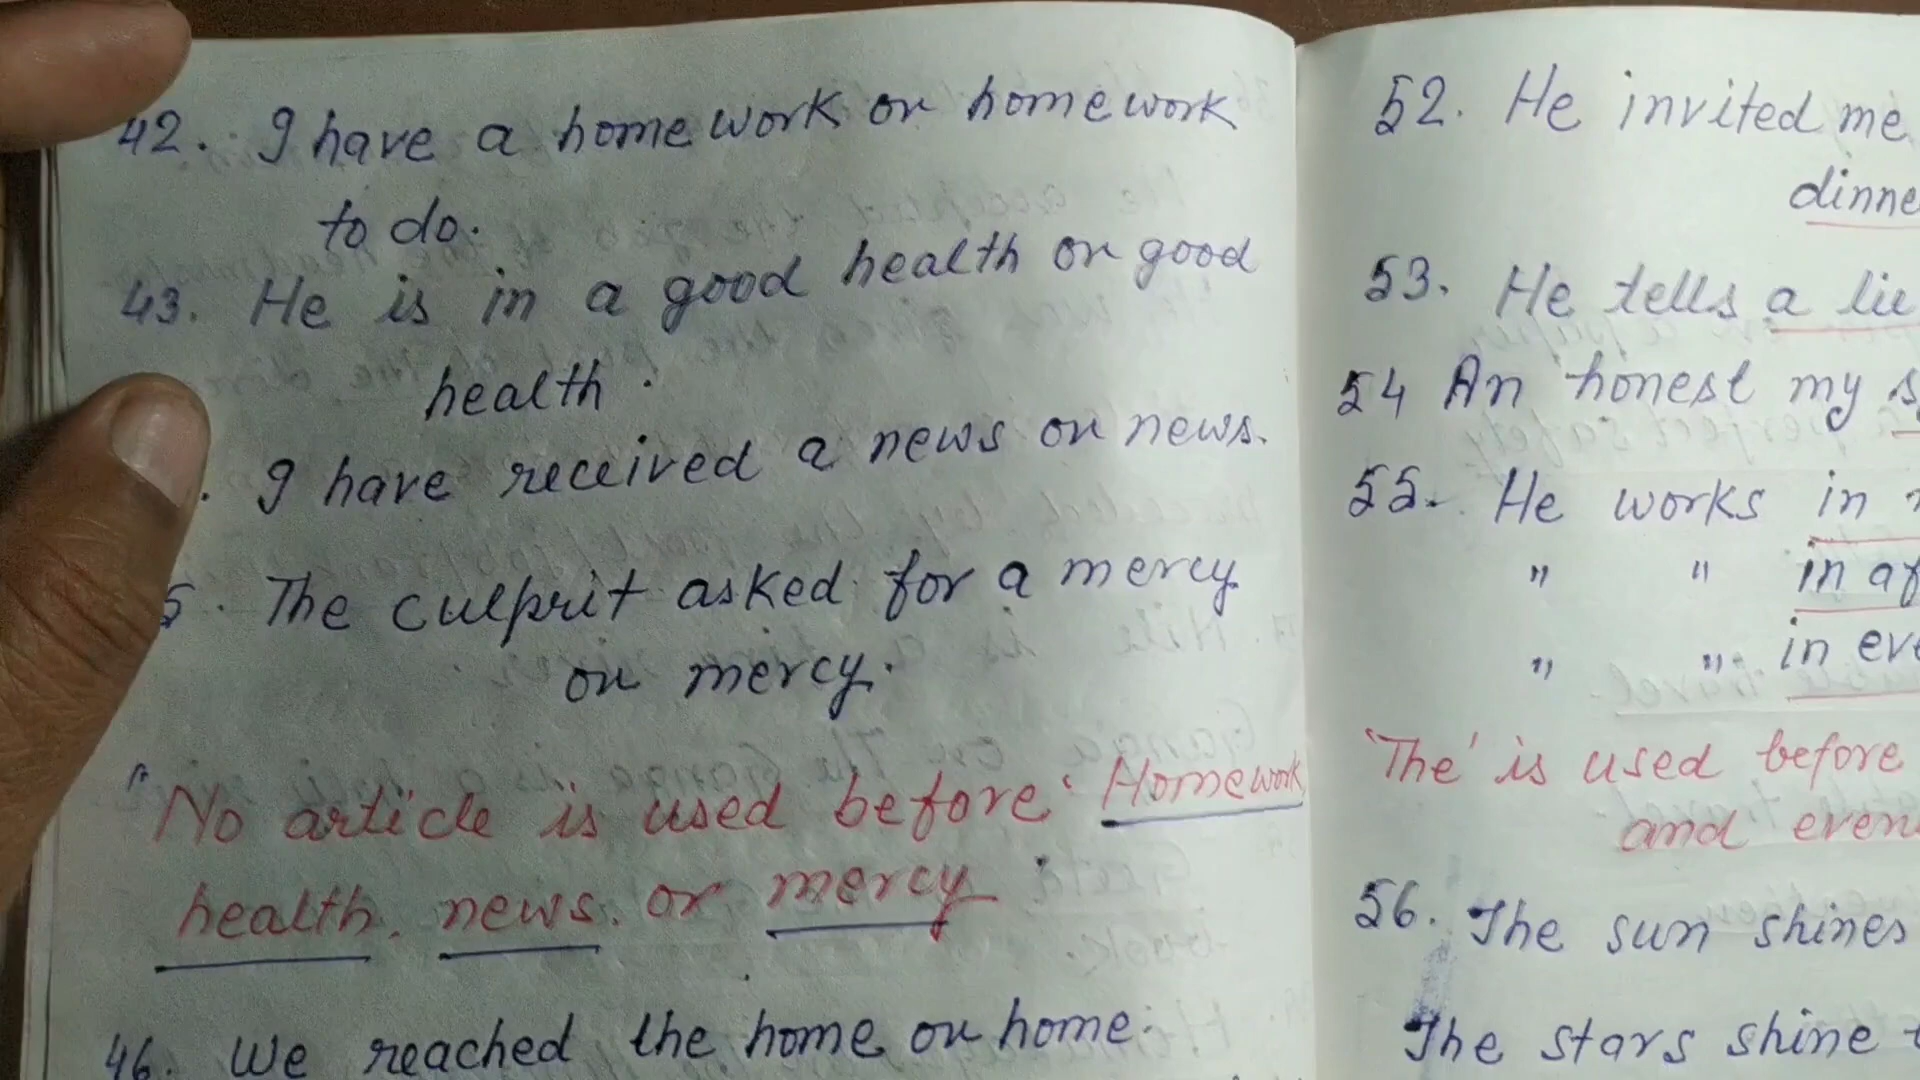 42. I have a home work or home work
to do.
43. He is in a good health or good
health.
. I have received a news or news.
5. The culprit asked for a mercy
or mercy.
No article is used before 'Homework
health, news, or mercy
46. We reached the home or home.
52. He invited me
dinne
53. He tells a lie
54 An honest my s
55. He works in
" " in af
" " in eve
'The' is used before
and even
56. The sun shines
The stars shine